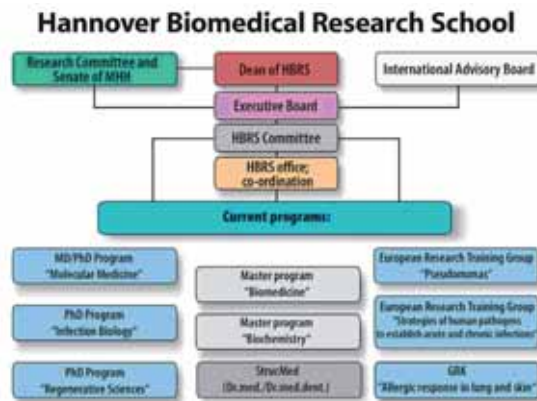 Hannover Biomedical Research School
Research Committee and
Senate of MHH
Dean of HBRS
International Advisory Board
Executive Board
HBRS Committee
HBRS office;
co-ordination
Current programs:
MD/PhD Program
"Molecular Medicine"
PhD Program
"Infection Biology"
PhD Program
"Regenerative Sciences"
Master program
"Biomedicine"
Master program
"Biochemistry"
StrucMed
(Dr.med./Dr.med.dent.)
European Research Training Group
"Pseudomonas"
European Research Training Group
"Strategies of human pathogens
to establish acute and chronic infections"
GRK
"Allergic response in lung and skin"